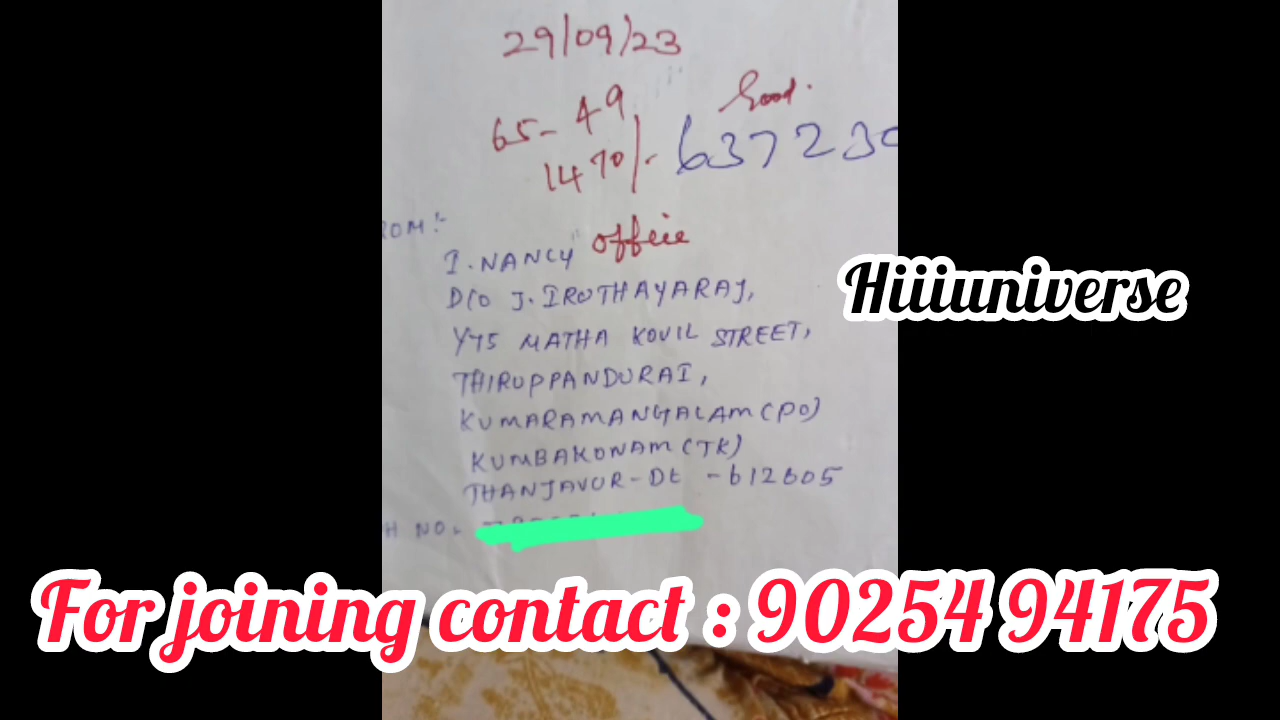 29/09/23
65-49
Good.
1470/-
637230
ROM:-
I. NANCY office
D/O J. IROTHAYARAJ,
Y75 MATHA KOVIL STREET,
THIRUPPANDURAI,
KUMARAMANGALAM (PO)
KUMBAKONAM (TK)
THANJAVUR-Dt - 612605
H NO:-
Hiiiuniverse
For joining contact : 90254 94175